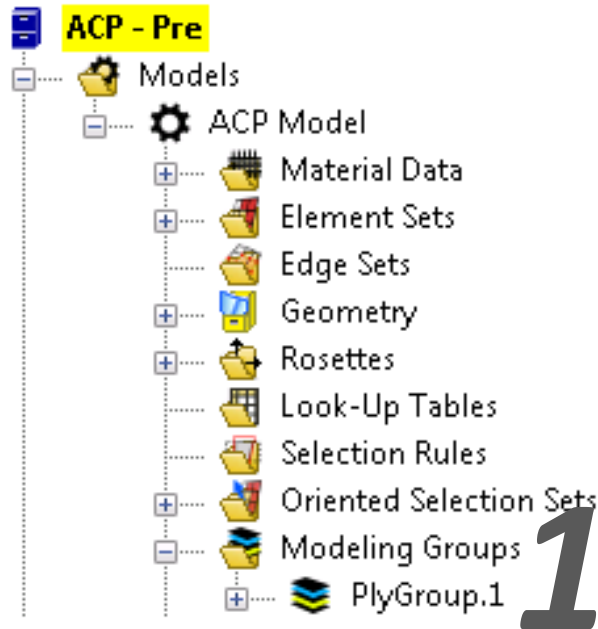 ACP - Pre
Models
ACP Model
Material Data
Element Sets
Edge Sets
Geometry
Rosettes
Look-Up Tables
Selection Rules
Oriented Selection Sets
Modeling Groups
PlyGroup.1
1